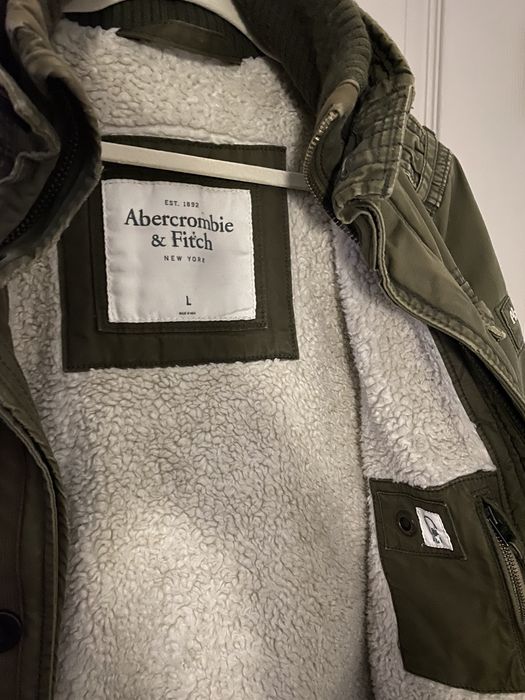 EST. 1892
Abercrombie
& Fitch
NEW YORK
L